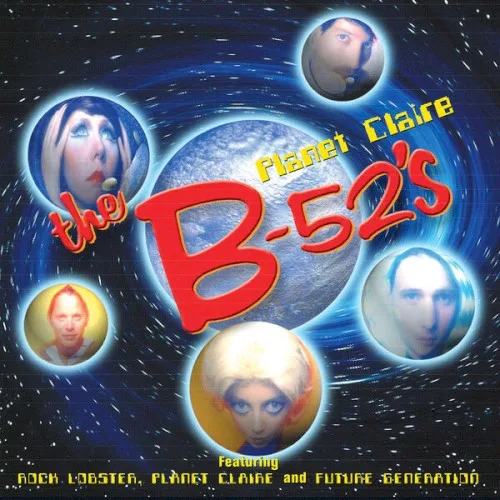 Planet Claire
the
B-52's
Featuring
ROCK LOBSTER, PLANET CLAIRE and FUTURE GENERATION